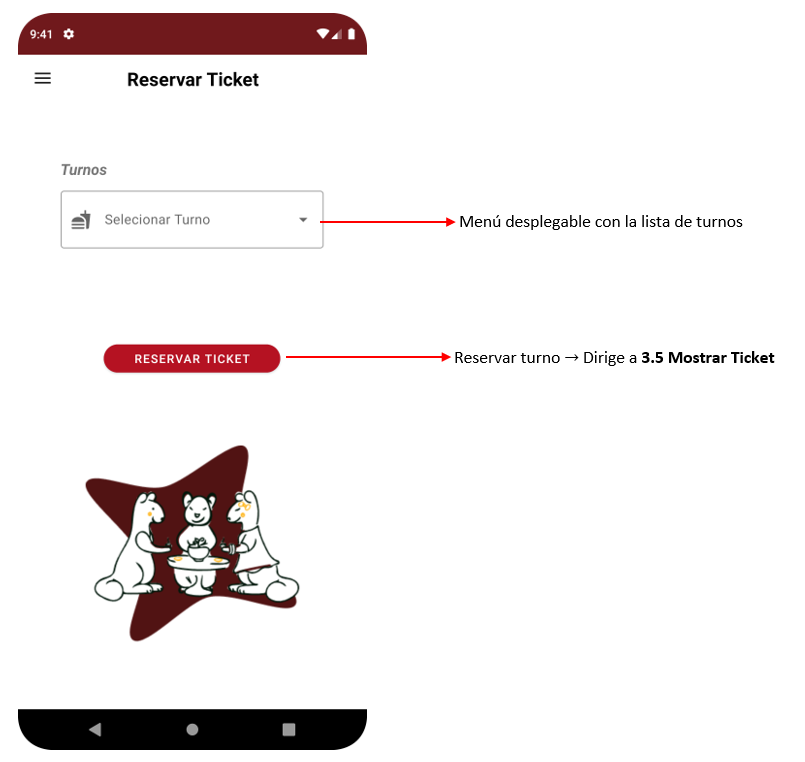 9:41
Reservar Ticket
Turnos
Selecionar Turno
Menú desplegable con la lista de turnos
RESERVAR TICKET
Reservar turno → Dirige a 3.5 Mostrar Ticket